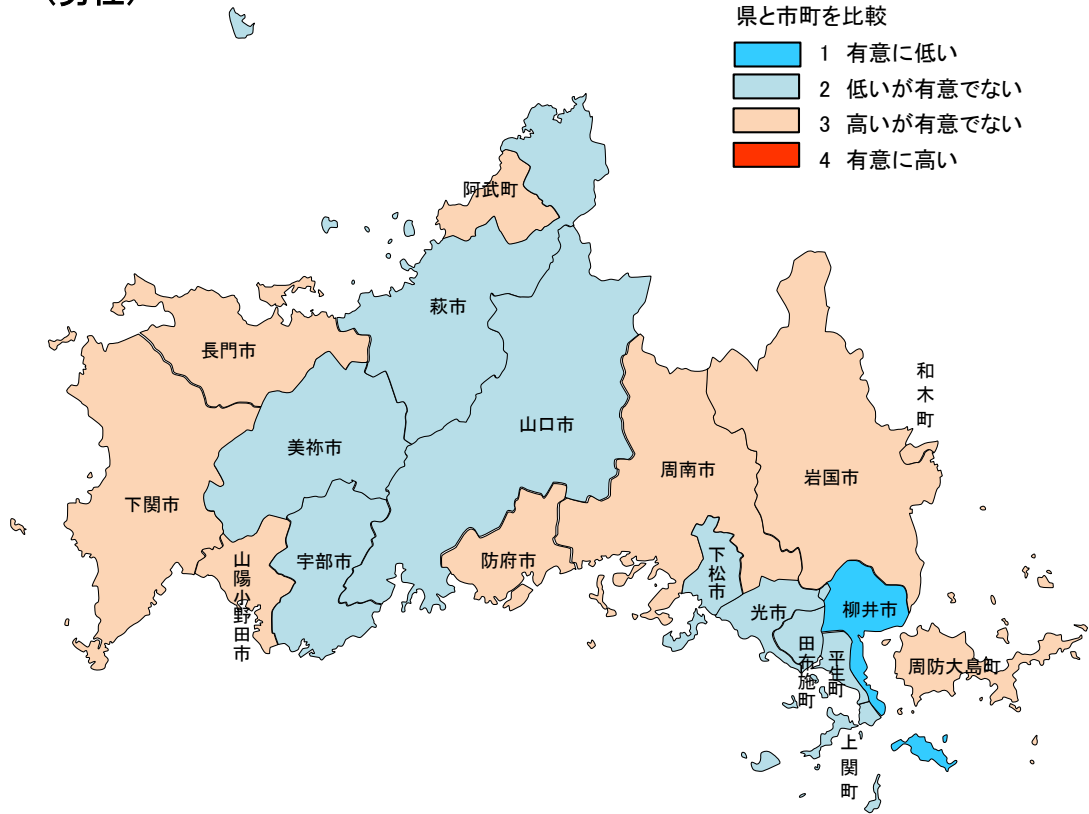 県と市町を比較
1 有意に低い
2 低いが有意でない
3 高いが有意でない
4 有意に高い
阿武町
萩市
長門市
和木町
山口市
美祢市
周南市
岩国市
下関市
宇部市
防府市
山陽小野田市
下松市
光市
柳井市
田布施町
平生町
周防大島町
上関町